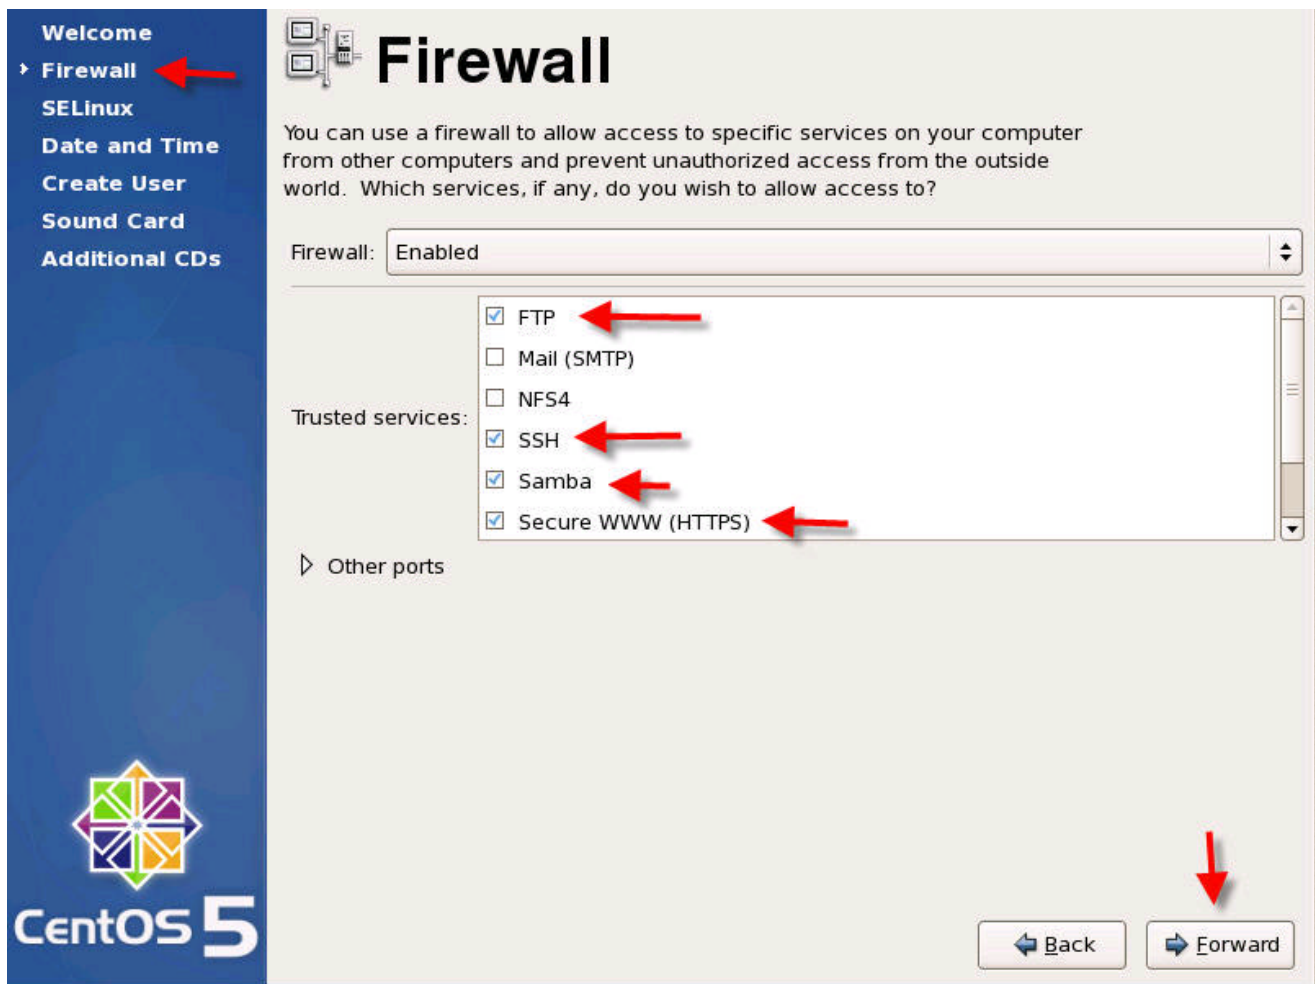 Welcome
Firewall
SELinux
Date and Time
Create User
Sound Card
Additional CDs
Firewall
You can use a firewall to allow access to specific services on your computer
from other computers and prevent unauthorized access from the outside
world.  Which services, if any, do you wish to allow access to?
Firewall: Enabled
Trusted services:
FTP
Mail (SMTP)
NFS4
SSH
Samba
Secure WWW (HTTPS)
Other ports
CentOS 5
Back
Forward